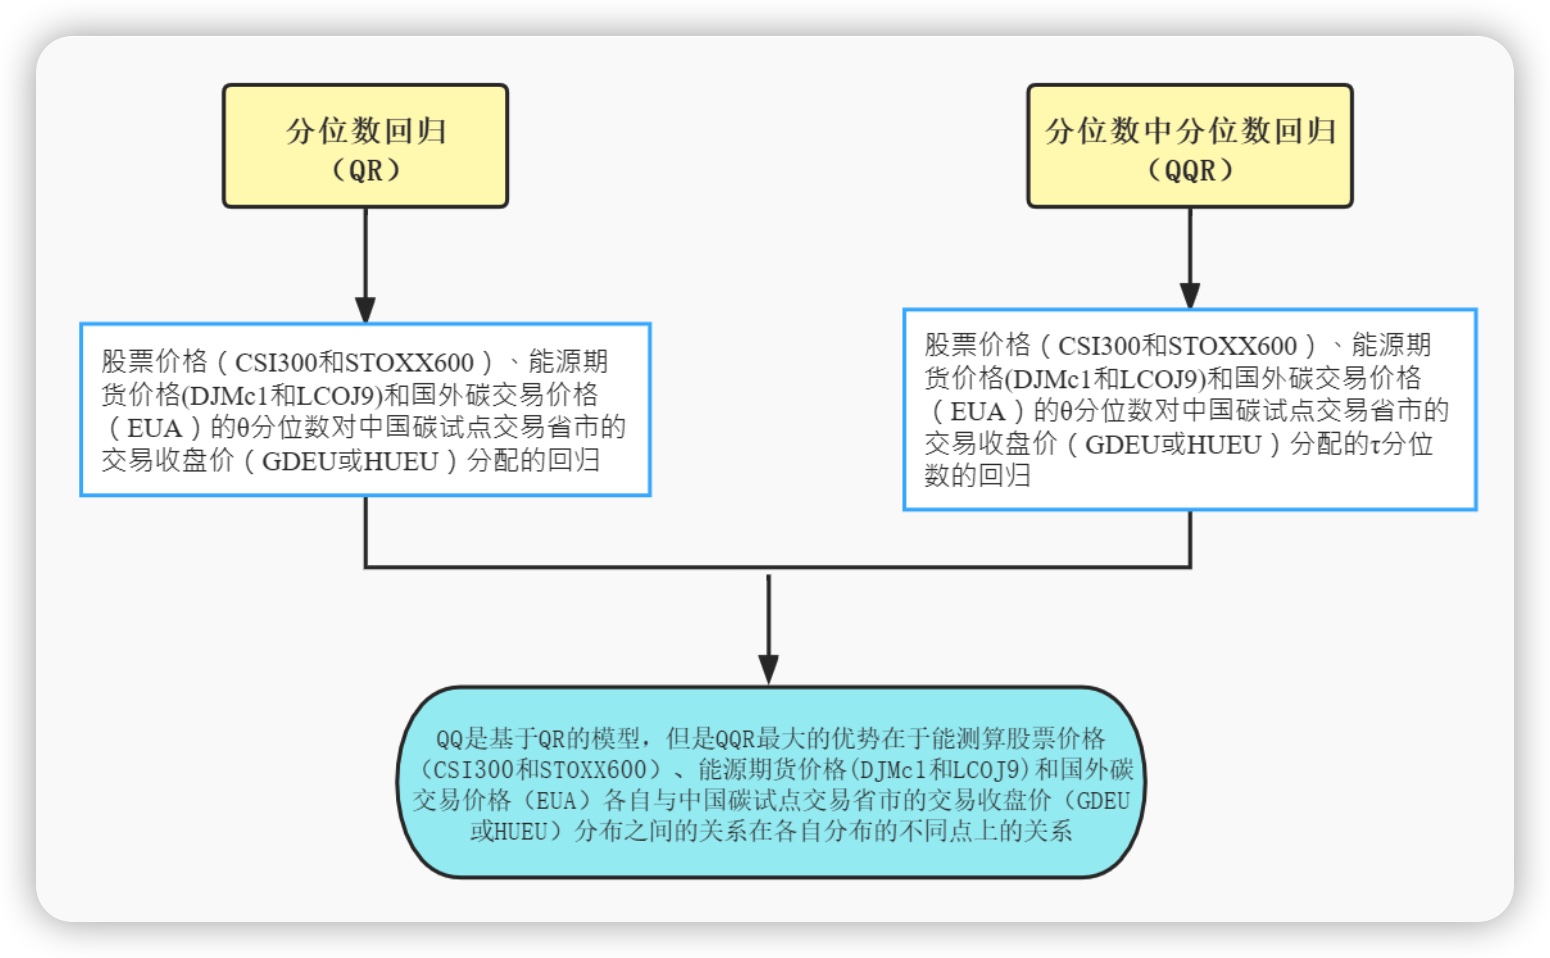 分位数回归
（QR）
分位数中分位数回归
（QQR）
股票价格（CSI300和STOXX600）、能源期
货价格(DJMc1和LCOJ9)和国外碳交易价格
（EUA）的θ分位数对中国碳试点交易省市的
交易收盘价（GDEU或HUEU）分配的回归
股票价格（CSI300和STOXX600）、能源期
货价格(DJMc1和LCOJ9)和国外碳交易价格
（EUA）的θ分位数对中国碳试点交易省市的
交易收盘价（GDEU或HUEU）分配的τ分位
数的回归
QQ是基于QR的模型，但是QQR最大的优势在于能测算股票价格
（CSI300和STOXX600）、能源期货价格(DJMc1和LCOJ9)和国外碳
交易价格（EUA）各自与中国碳试点交易省市的交易收盘价（GDEU
或HUEU）分布之间的关系在各自分布的不同点上的关系